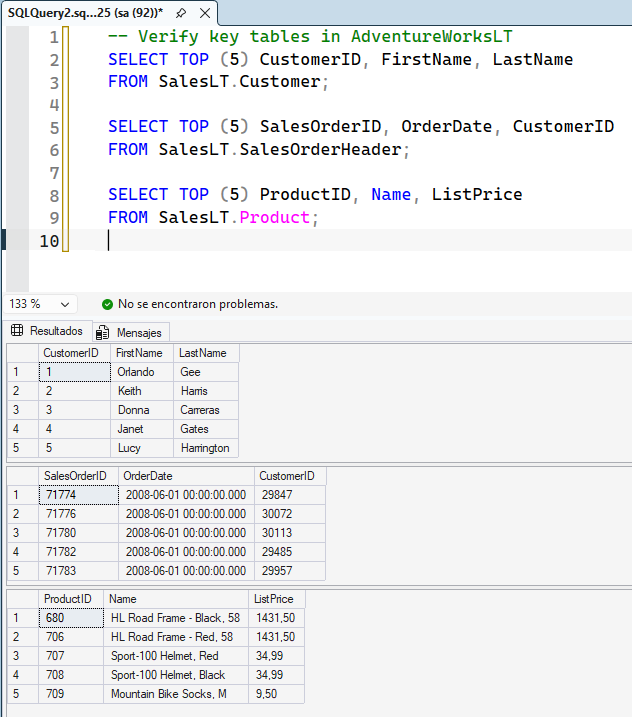 SQLQuery2.sq...25 (sa (92))*
1 -- Verify key tables in AdventureWorksLT
2 SELECT TOP (5) CustomerID, FirstName, LastName
3 FROM SalesLT.Customer;
4
5 SELECT TOP (5) SalesOrderID, OrderDate, CustomerID
6 FROM SalesLT.SalesOrderHeader;
7
8 SELECT TOP (5) ProductID, Name, ListPrice
9 FROM SalesLT.Product;
10
133 % No se encontraron problemas.
Resultados Mensajes
CustomerID FirstName LastName
1 1 Orlando Gee
2 2 Keith Harris
3 3 Donna Carreras
4 4 Janet Gates
5 5 Lucy Harrington
SalesOrderID OrderDate CustomerID
1 71774 2008-06-01 00:00:00.000 29847
2 71776 2008-06-01 00:00:00.000 30072
3 71780 2008-06-01 00:00:00.000 30113
4 71782 2008-06-01 00:00:00.000 29485
5 71783 2008-06-01 00:00:00.000 29957
ProductID Name ListPrice
1 680 HL Road Frame - Black, 58 1431,50
2 706 HL Road Frame - Red, 58 1431,50
3 707 Sport-100 Helmet, Red 34,99
4 708 Sport-100 Helmet, Black 34,99
5 709 Mountain Bike Socks, M 9,50